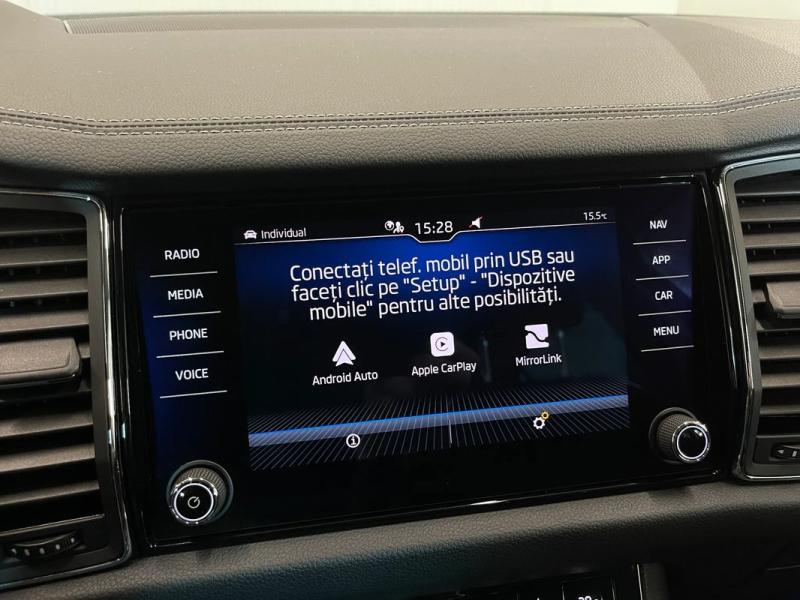 Individual
15:28
15.5°C
RADIO
MEDIA
PHONE
VOICE
Conectați telef. mobil prin USB sau
faceți clic pe "Setup" - "Dispozitive
mobile" pentru alte posibilități.
Android Auto
Apple CarPlay
MirrorLink
NAV
APP
CAR
MENU